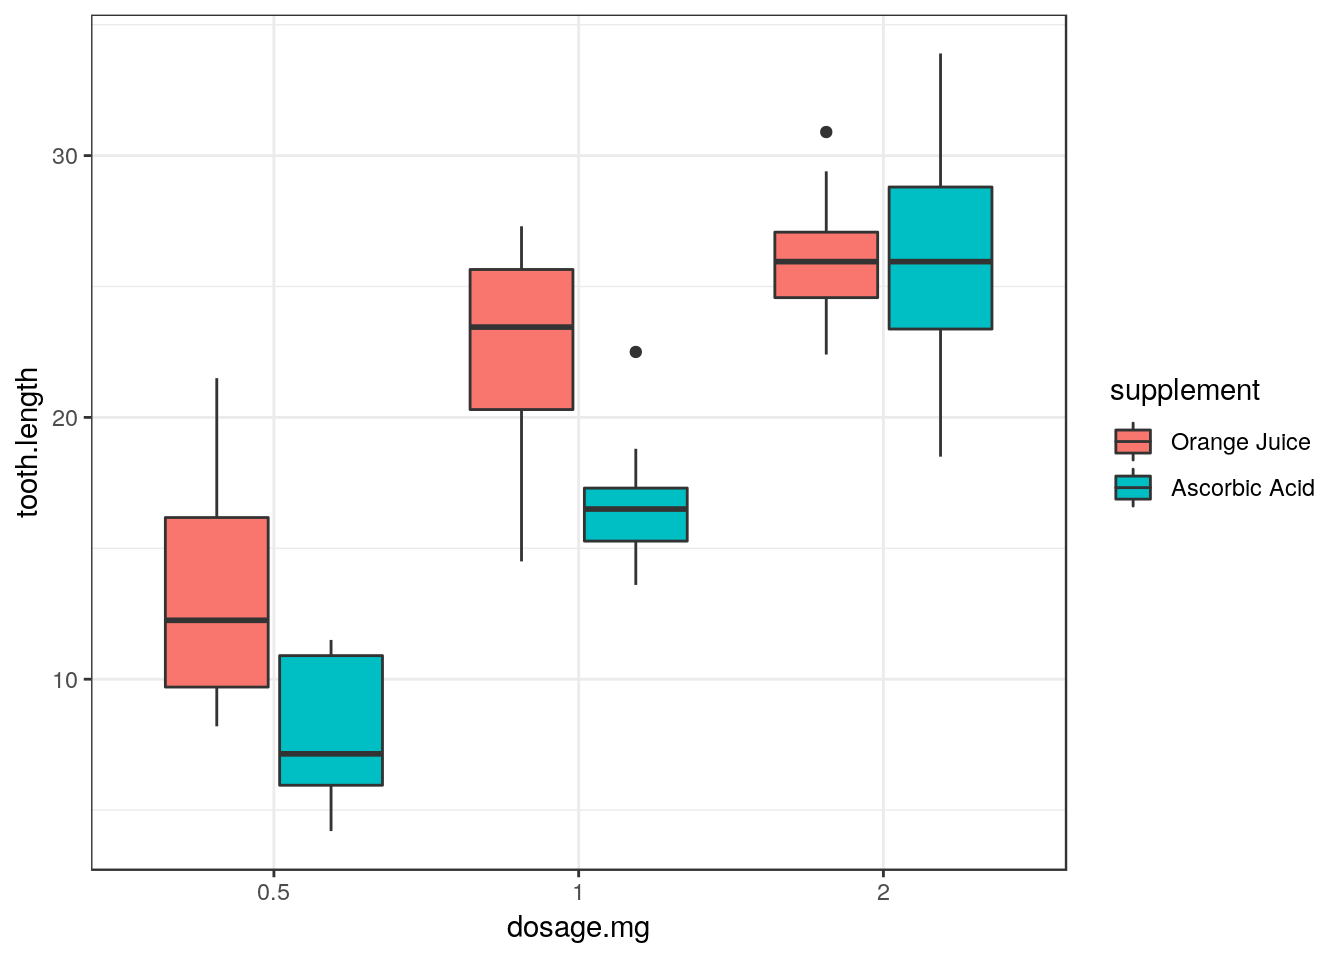 30
20
10
tooth.length
0.5
1
2
dosage.mg
supplement
Orange Juice
Ascorbic Acid